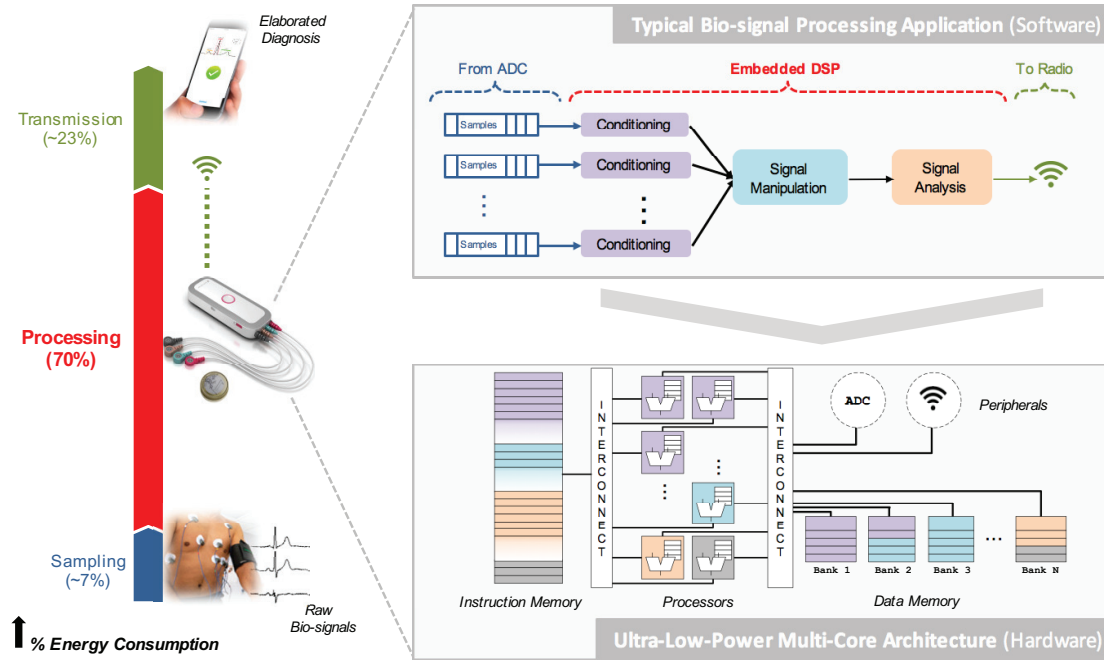 Elaborated
Diagnosis
Transmission
(~23%)
Processing
(70%)
Sampling
(~7%)
Raw
Bio-signals
% Energy Consumption
Typical Bio-signal Processing Application (Software)
From ADC
Embedded DSP
To Radio
Samples
Conditioning
Samples
Conditioning
Signal
Manipulation
Signal
Analysis
Samples
Conditioning
INTERCONNECT
INTERCONNECT
ADC
Peripherals
Bank 1
Bank 2
Bank 3
Bank N
Instruction Memory
Processors
Data Memory
Ultra-Low-Power Multi-Core Architecture (Hardware)